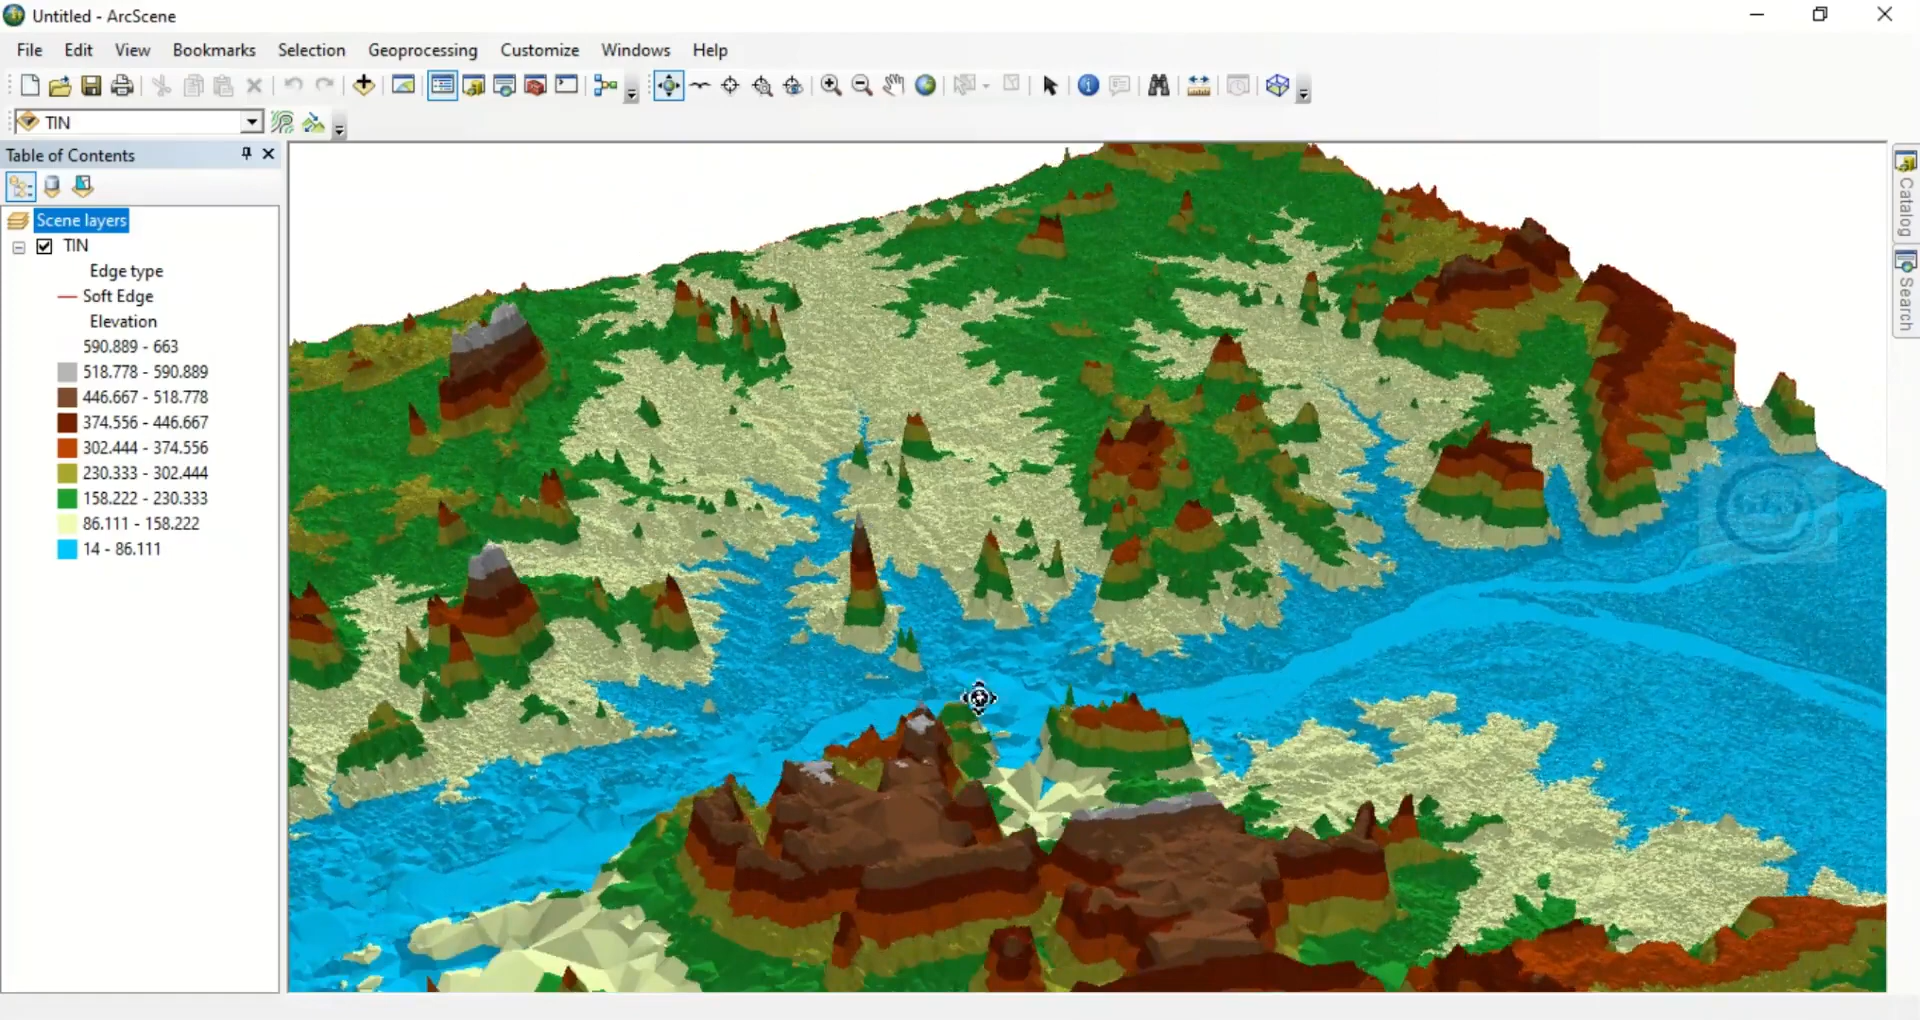 Untitled - ArcScene
File Edit View Bookmarks Selection Geoprocessing Customize Windows Help
TIN
Table of Contents
Scene layers
TIN
Edge type
Soft Edge
Elevation
590.889 - 663
518.778 - 590.889
446.667 - 518.778
374.556 - 446.667
302.444 - 374.556
230.333 - 302.444
158.222 - 230.333
86.111 - 158.222
14 - 86.111
Catalog
Search